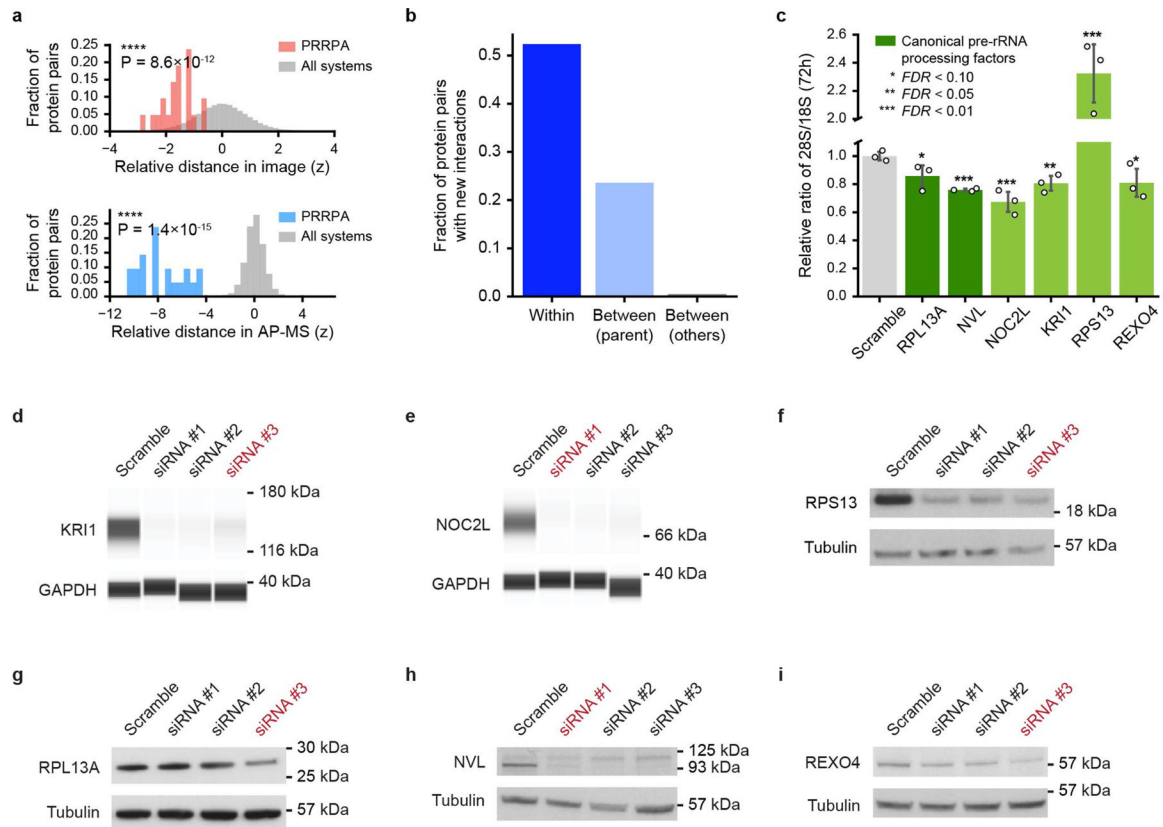 a
Fraction of
protein pairs
0.25
0.20
0.15
0.10
0.05
0.00
****
P = 8.6×10-12
PRRPA
All systems
−4
−2
0
2
4
Relative distance in image (z)
Fraction of
protein pairs
0.25
0.20
0.15
0.10
0.05
0.00
****
P = 1.4×10-15
PRRPA
All systems
−12
−8
−4
0
4
Relative distance in AP-MS (z)
b
Fraction of protein pairs
with new interactions
0.5
0.4
0.3
0.2
0.1
0.0
Within
Between
(parent)
Between
(others)
c
Relative ratio of 28S/18S (72h)
2.6
2.4
2.2
2.0
1.0
0.8
0.6
0.4
0.2
0.0
Canonical pre-rRNA
processing factors
* FDR < 0.10
** FDR < 0.05
*** FDR < 0.01
*
***
***
**
***
*
Scramble
RPL13A
NVL
NOC2L
KRI1
RPS13
REXO4
d
Scramble
siRNA #1
siRNA #2
siRNA #3
180 kDa
KRI1
116 kDa
40 kDa
GAPDH
e
Scramble
siRNA #1
siRNA #2
siRNA #3
NOC2L
66 kDa
40 kDa
GAPDH
f
Scramble
siRNA #1
siRNA #2
siRNA #3
RPS13
18 kDa
Tubulin
57 kDa
g
Scramble
siRNA #1
siRNA #2
siRNA #3
30 kDa
RPL13A
25 kDa
Tubulin
57 kDa
h
Scramble
siRNA #1
siRNA #2
siRNA #3
125 kDa
NVL
93 kDa
Tubulin
57 kDa
i
Scramble
siRNA #1
siRNA #2
siRNA #3
REXO4
57 kDa
Tubulin
57 kDa